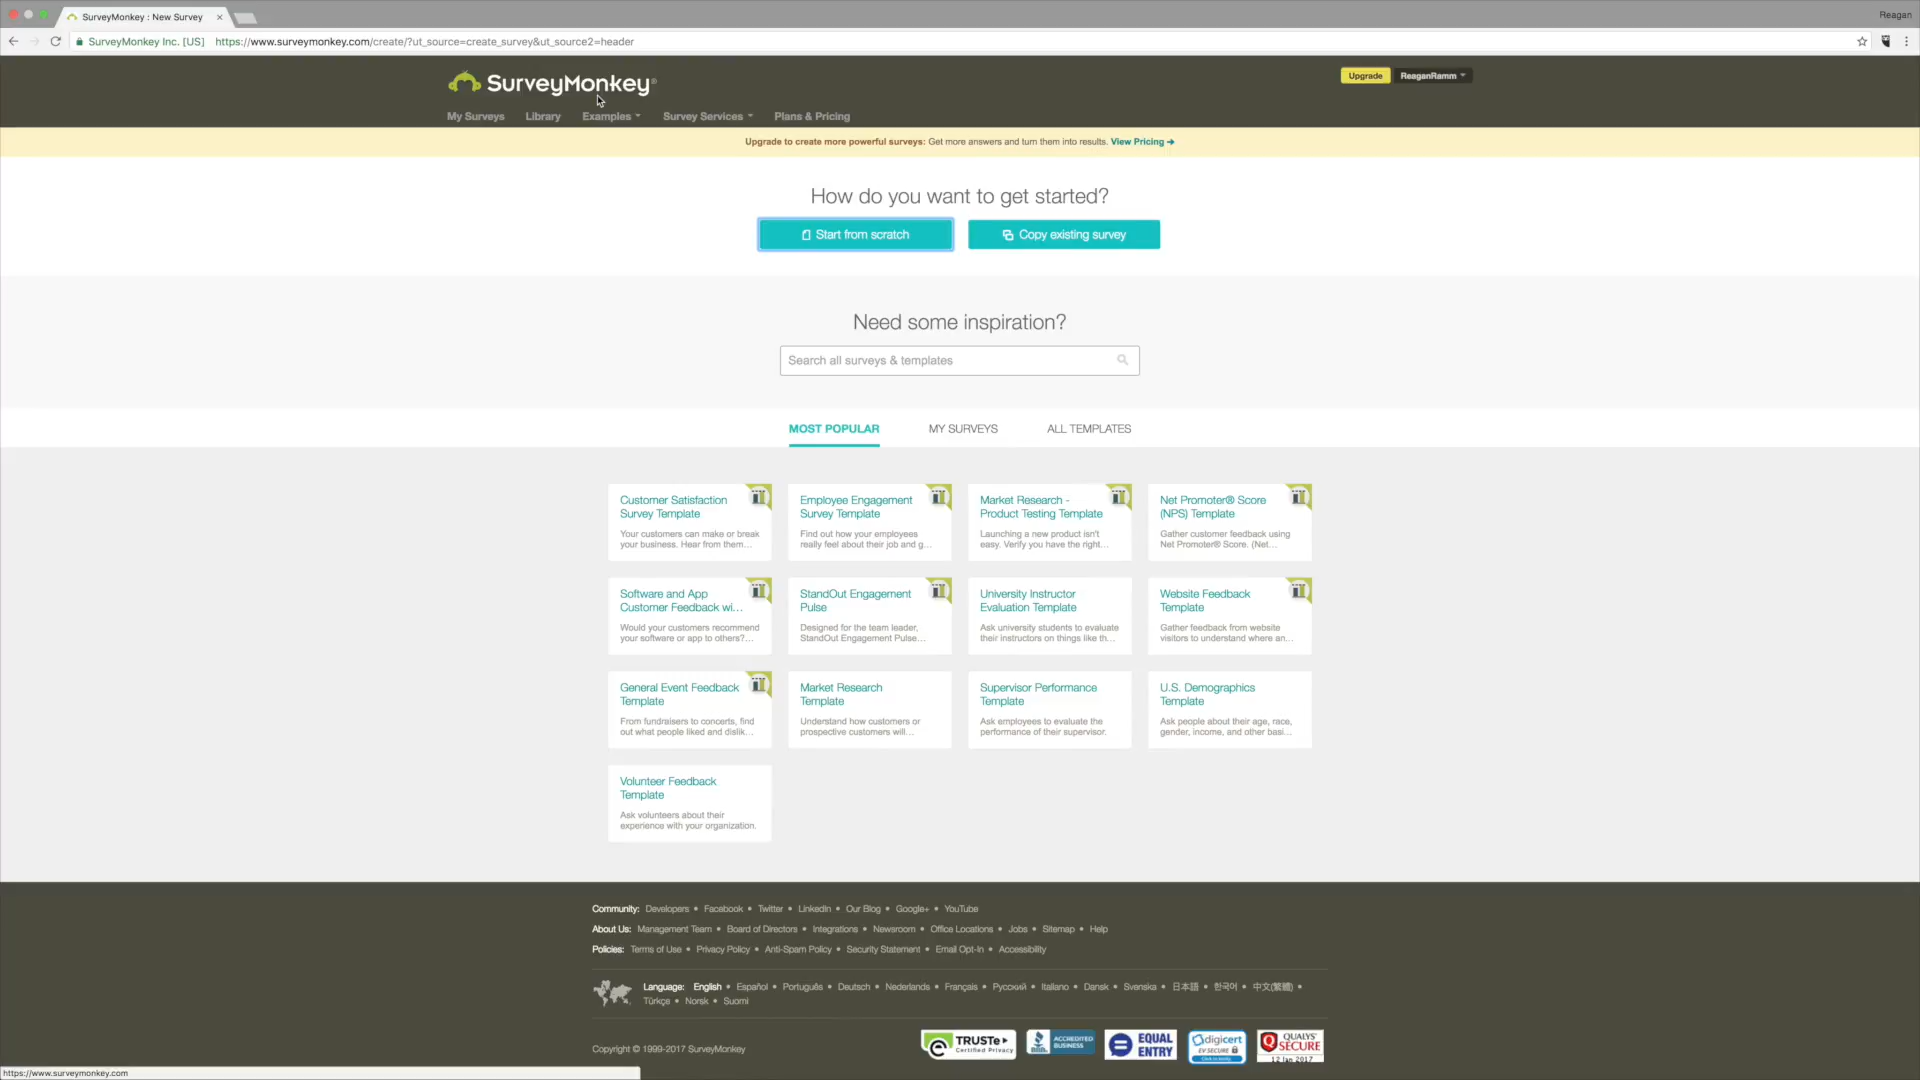 SurveyMonkey : New Survey
Reagan
SurveyMonkey Inc. [US] https://www.surveymonkey.com/create/?ut_source=create_survey&ut_source2=header
SurveyMonkey®
Upgrade ReaganRamm
My Surveys Library Examples Survey Services Plans & Pricing
Upgrade to create more powerful surveys: Get more answers and turn them into results. View Pricing →
How do you want to get started?
Start from scratch Copy existing survey
Need some inspiration?
Search all surveys & templates
MOST POPULAR MY SURVEYS ALL TEMPLATES
Customer Satisfaction
Survey Template
Your customers can make or break
your business. Hear from them...
Employee Engagement
Survey Template
Find out how your employees
really feel about their job and g...
Market Research -
Product Testing Template
Launching a new product isn't
easy. Verify you have the right...
Net Promoter® Score
(NPS) Template
Gather customer feedback using
Net Promoter® Score. (Net...
Software and App
Customer Feedback wi...
Would your customers recommend
your software or app to others?...
StandOut Engagement
Pulse
Designed for the team leader,
StandOut Engagement Pulse...
University Instructor
Evaluation Template
Ask university students to evaluate
their instructors on things like th...
Website Feedback
Template
Gather feedback from website
visitors to understand where an...
General Event Feedback
Template
From fundraisers to concerts, find
out what people liked and dislik...
Market Research
Template
Understand how customers or
prospective customers will...
Supervisor Performance
Template
Ask employees to evaluate the
performance of their supervisor.
U.S. Demographics
Template
Ask people about their age, race,
gender, income, and other basi...
Volunteer Feedback
Template
Ask volunteers about their
experience with your organization.
Community: Developers • Facebook • Twitter • LinkedIn • Our Blog • Google+ • YouTube
About Us: Management Team • Board of Directors • Integrations • Newsroom • Office Locations • Jobs • Sitemap • Help
Policies: Terms of Use • Privacy Policy • Anti-Spam Policy • Security Statement • Email Opt-In • Accessibility
Language: English • Español • Português • Deutsch • Nederlands • Français • Русский • Italiano • Dansk • Svenska • 日本語 • 한국어 • 中文(繁體) •
Türkçe • Norsk • Suomi
Copyright © 1999-2017 SurveyMonkey
TRUSTe
Certified Privacy
BBB
ACCREDITED
BUSINESS
EQUAL
ENTRY
digicert
EV SECURE
Click to Verify
QUALYS
SECURE
12 Jan 2017
https://www.surveymonkey.com